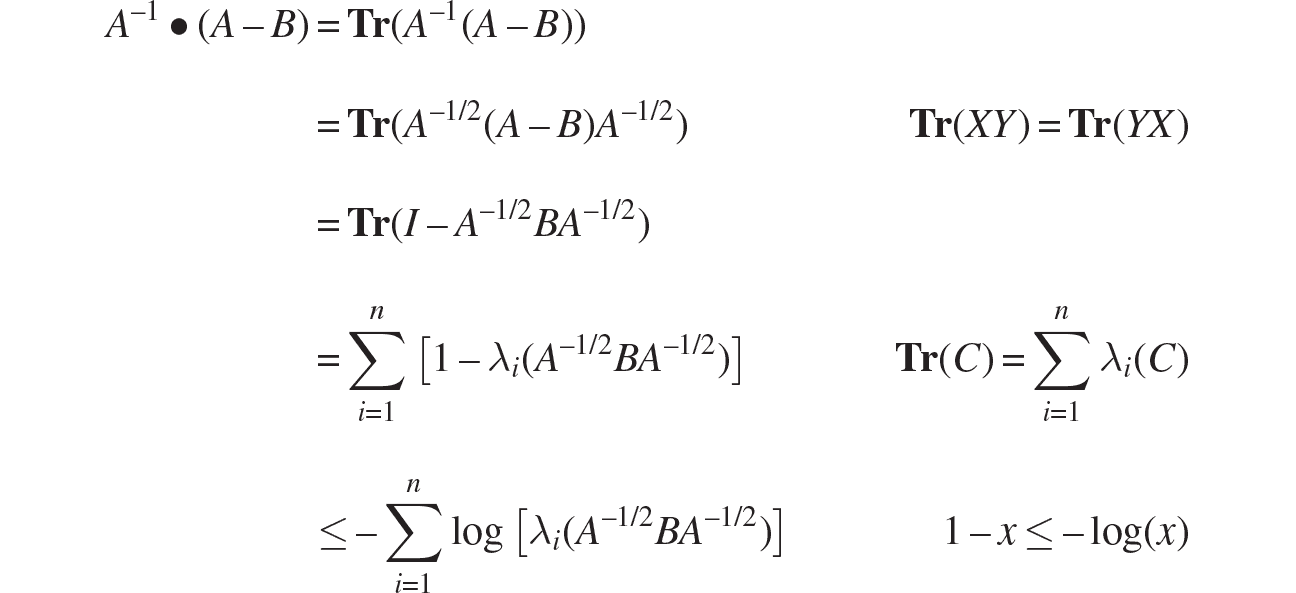 A⁻¹ • (A – B) = Tr(A⁻¹(A – B))
= Tr(A^{–1/2}(A – B)A^{–1/2}) Tr(XY) = Tr(YX)
= Tr(I – A^{–1/2}BA^{–1/2})
= ∑_{i=1}^{n} [1 – λ_i(A^{–1/2}BA^{–1/2})] Tr(C) = ∑_{i=1}^{n} λ_i(C)
≤ – ∑_{i=1}^{n} log [λ_i(A^{–1/2}BA^{–1/2})] 1 – x ≤ – log(x)